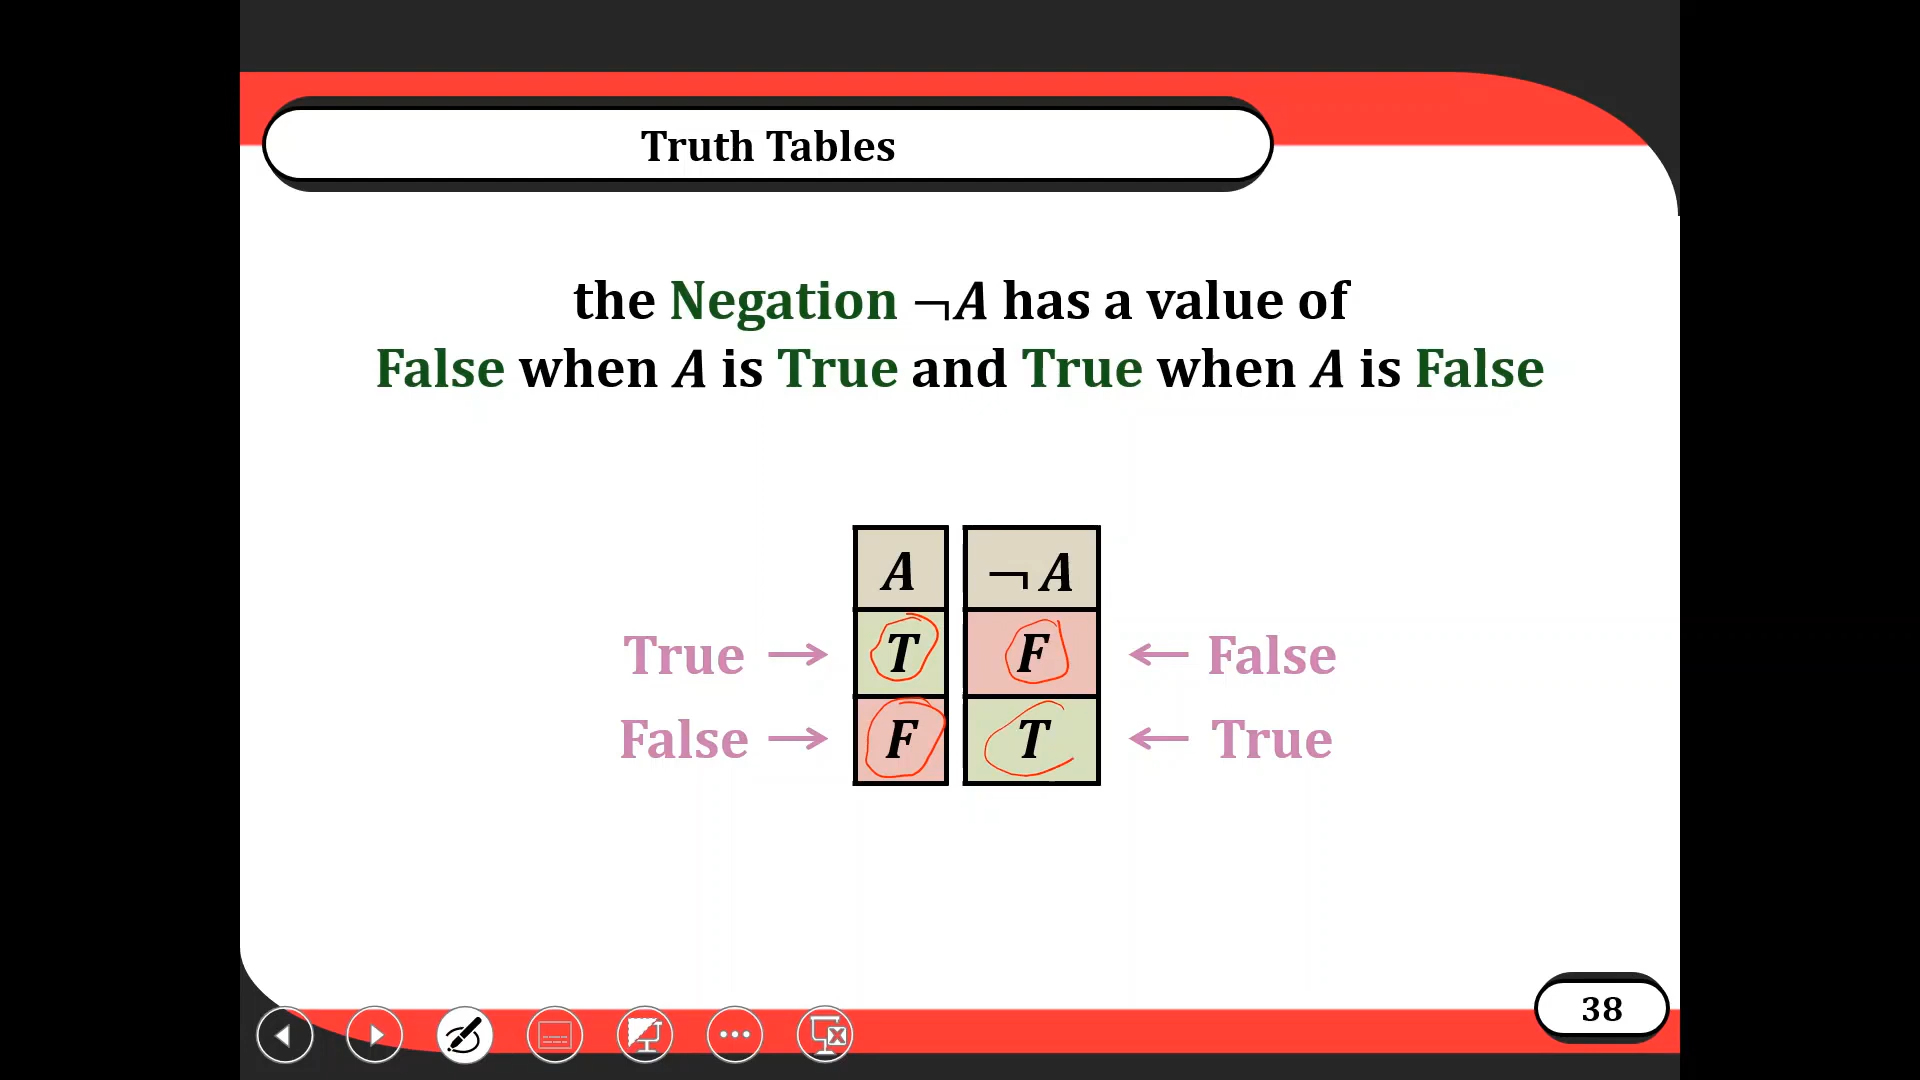 Truth Tables
the Negation ¬A has a value of
False when A is True and True when A is False
A ¬A
True → T F ← False
False → F T ← True
38